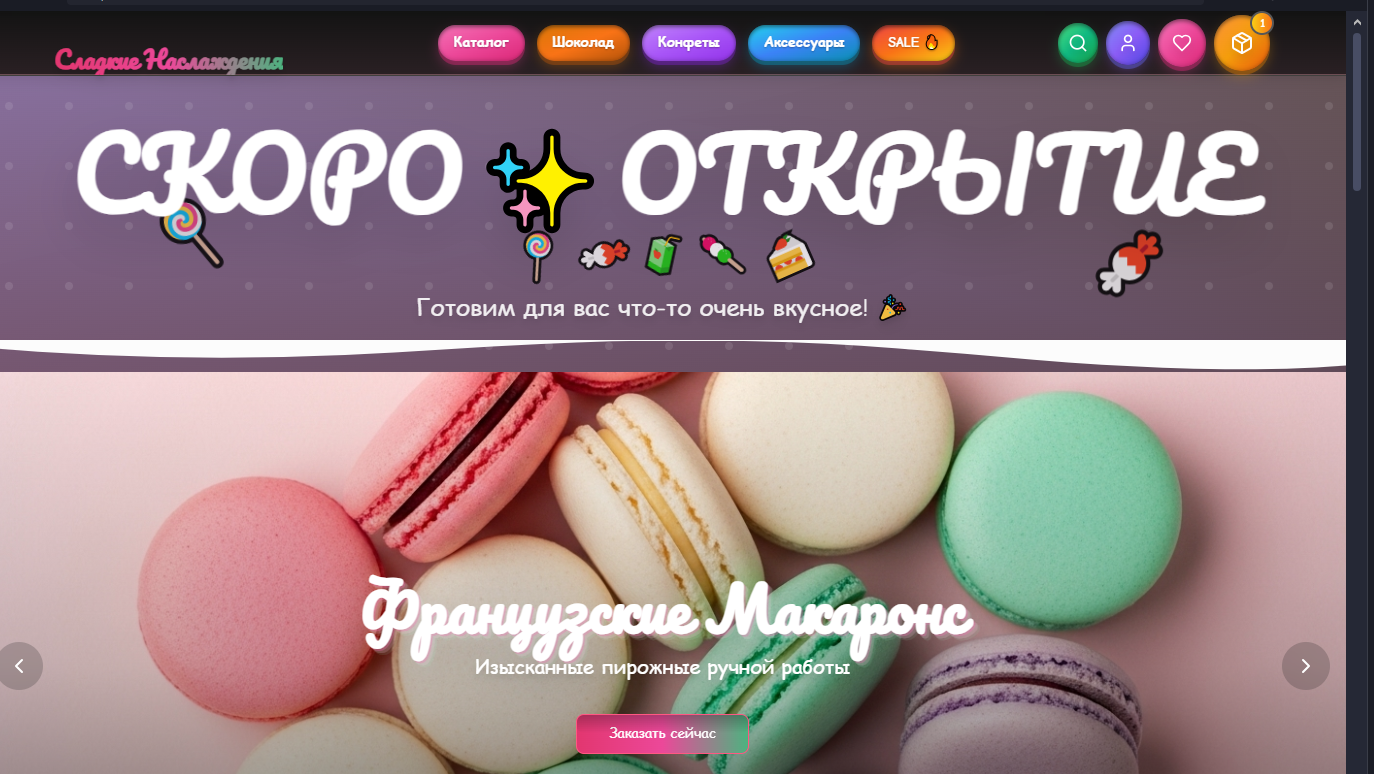 Сладкие Наслаждения
Каталог
Шоколад
Конфеты
Аксессуары
SALE 🔥
1
СКОРО ✨ ОТКРЫТИЕ
Готовим для вас что-то очень вкусное! 🎉
Французские Макаронс
Изысканные пирожные ручной работы
Заказать сейчас